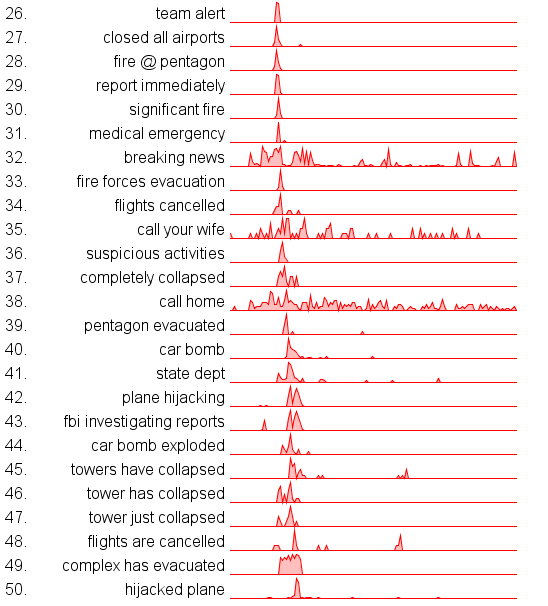 26. team alert
27. closed all airports
28. fire @ pentagon
29. report immediately
30. significant fire
31. medical emergency
32. breaking news
33. fire forces evacuation
34. flights cancelled
35. call your wife
36. suspicious activities
37. completely collapsed
38. call home
39. pentagon evacuated
40. car bomb
41. state dept
42. plane hijacking
43. fbi investigating reports
44. car bomb exploded
45. towers have collapsed
46. tower has collapsed
47. tower just collapsed
48. flights are cancelled
49. complex has evacuated
50. hijacked plane